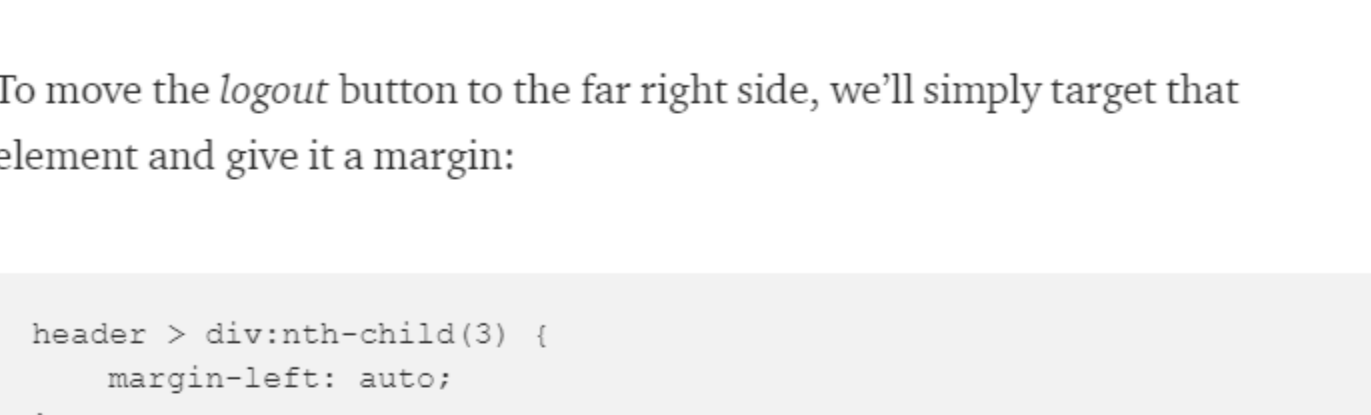 To move the logout button to the far right side, we’ll simply target that
element and give it a margin:
header > div:nth-child(3) {
    margin-left: auto;